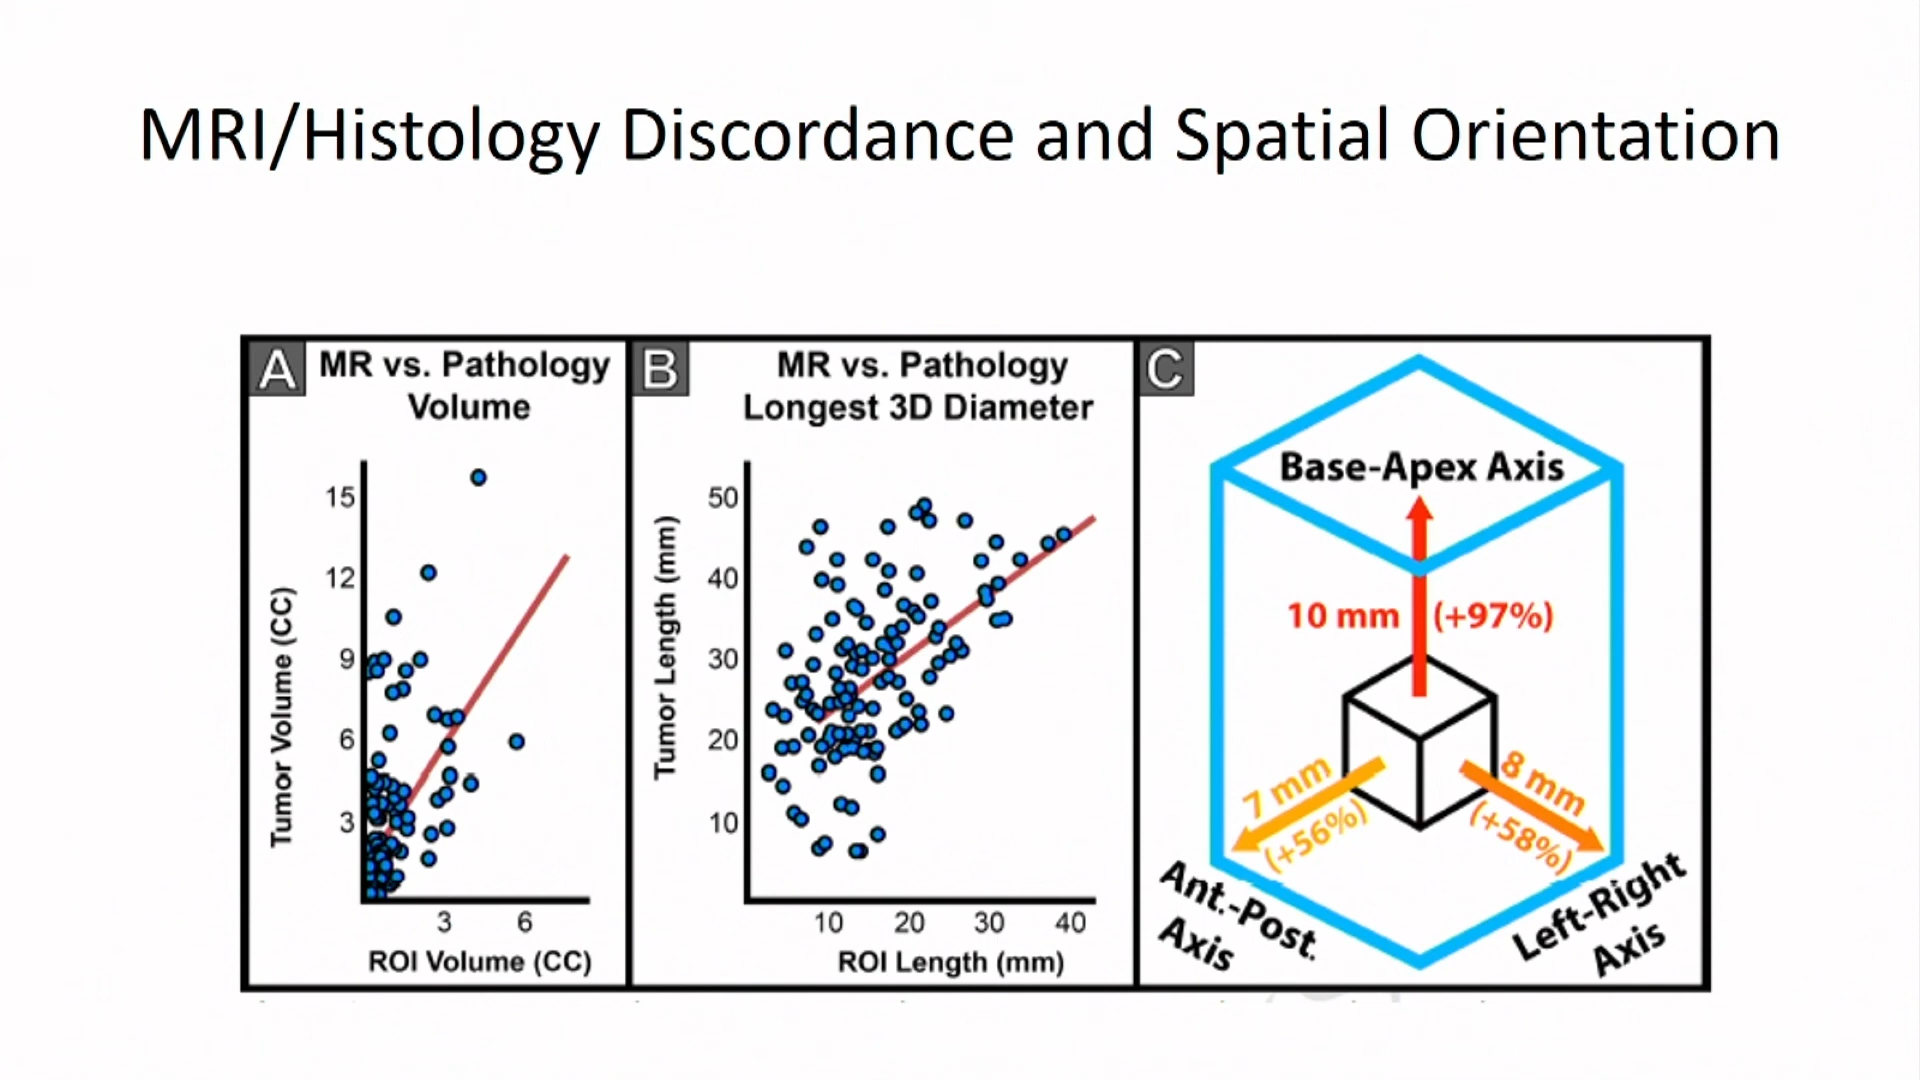 MRI/Histology Discordance and Spatial Orientation
A
MR vs. Pathology
Volume
15
12
9
6
3
Tumor Volume (CC)
3 6
ROI Volume (CC)
B
MR vs. Pathology
Longest 3D Diameter
50
40
30
20
10
Tumor Length (mm)
10 20 30 40
ROI Length (mm)
C
Base-Apex Axis
10 mm (+97%)
7 mm
(+56%)
8 mm
(+58%)
Ant.-Post.
Axis
Left-Right
Axis